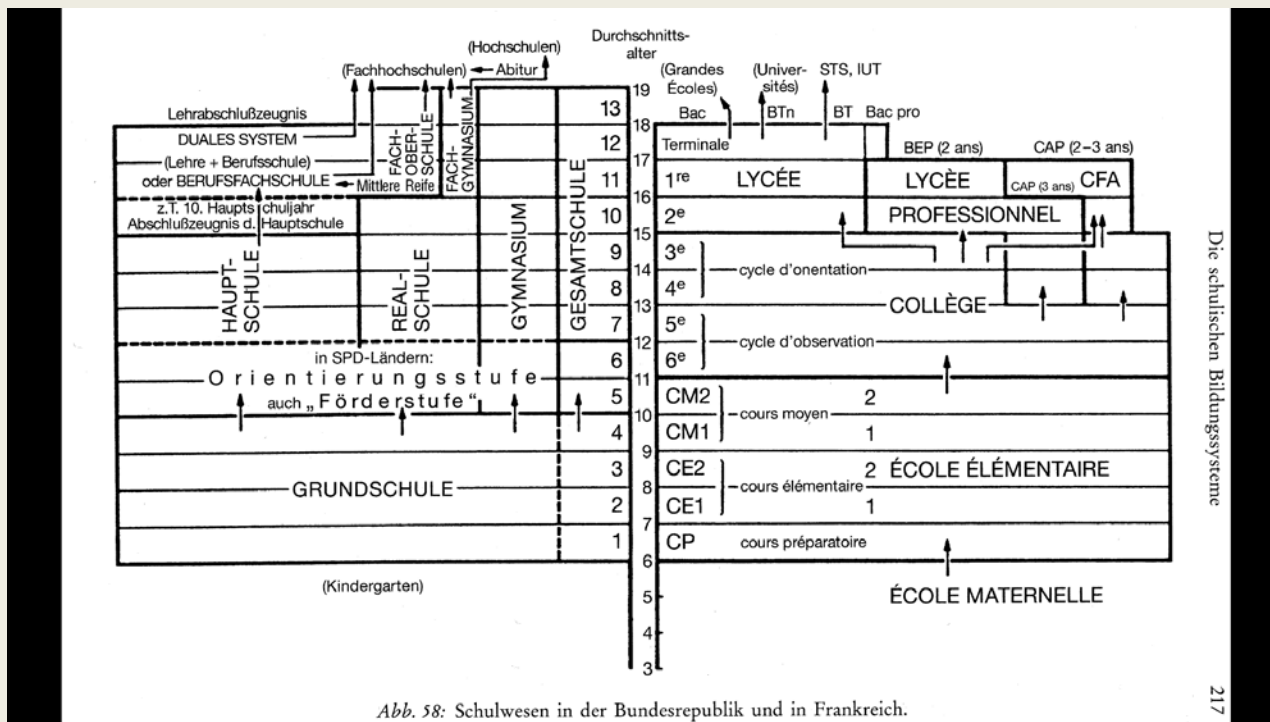 Durchschnitts-
alter
(Hochschulen)
(Fachhochschulen)
Abitur
Lehrabschlußzeugnis
DUALES SYSTEM
(Lehre + Berufsschule)
oder BERUFSFACHSCHULE
Mittlere Reife
z.T. 10. Hauptschuljahr
Abschlußzeugnis d. Hauptschule
FACH-
OBER-
SCHULE
FACH-
GYMNASIUM
HAUPT-
SCHULE
REAL-
SCHULE
GYMNASIUM
GESAMTSCHULE
in SPD-Ländern:
Orientierungsstufe
auch „Förderstufe“
GRUNDSCHULE
(Kindergarten)
13
12
11
10
9
8
7
6
5
4
3
2
1
19
18
17
16
15
14
13
12
11
10
9
8
7
6
5
4
3
(Grandes
Écoles)
(Univer-
sités)
STS, IUT
Bac
BTn
BT
Bac pro
Terminale
BEP (2 ans)
CAP (2–3 ans)
1re
LYCÉE
LYCÈE
CAP (3 ans)
CFA
2e
PROFESSIONNEL
3e
cycle d'onentation
4e
COLLÈGE
5e
cycle d'observation
6e
CM2
2
cours moyen
CM1
1
CE2
2
ÉCOLE ÉLÉMENTAIRE
cours élémentaire
CE1
1
CP
cours préparatoire
ÉCOLE MATERNELLE
Abb. 58: Schulwesen in der Bundesrepublik und in Frankreich.
Die schulischen Bildungssysteme
217